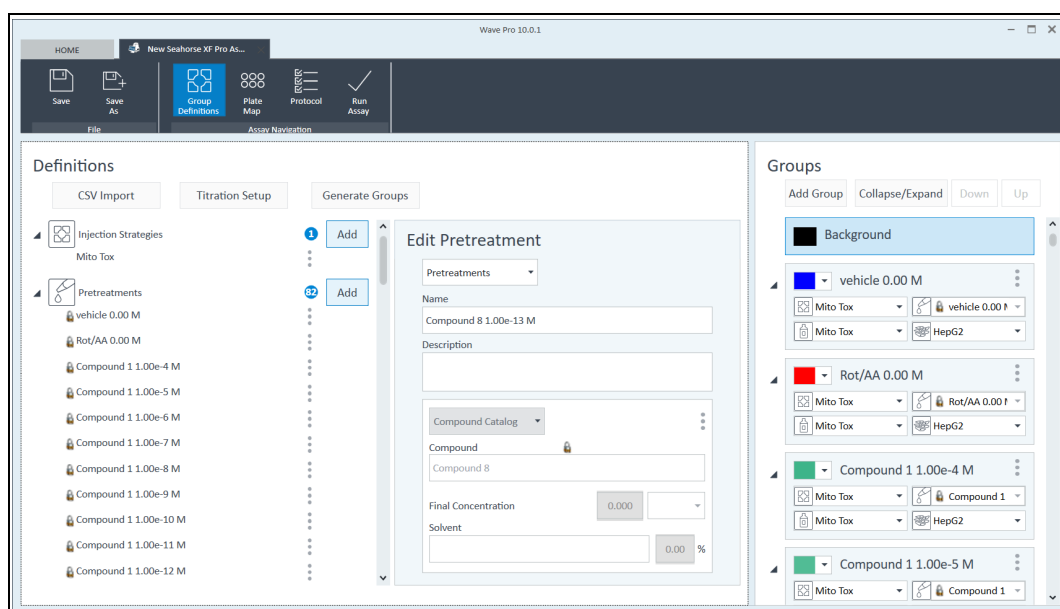 Wave Pro 10.0.1
HOME
New Seahorse XF Pro As...
Save
Save As
Group Definitions
Plate Map
Protocol
Run Assay
File
Assay Navigation
Definitions
CSV Import
Titration Setup
Generate Groups
Injection Strategies 1 Add
Mito Tox
Pretreatments 82 Add
vehicle 0.00 M
Rot/AA 0.00 M
Compound 1 1.00e-4 M
Compound 1 1.00e-5 M
Compound 1 1.00e-6 M
Compound 1 1.00e-7 M
Compound 1 1.00e-8 M
Compound 1 1.00e-9 M
Compound 1 1.00e-10 M
Compound 1 1.00e-11 M
Compound 1 1.00e-12 M
Edit Pretreatment
Pretreatments
Name
Compound 8 1.00e-13 M
Description
Compound Catalog
Compound
Compound 8
Final Concentration 0.000
Solvent
0.00 %
Groups
Add Group Collapse/Expand Down Up
Background
vehicle 0.00 M
Mito Tox vehicle 0.00
Mito Tox HepG2
Rot/AA 0.00 M
Mito Tox Rot/AA 0.00
Mito Tox HepG2
Compound 1 1.00e-4 M
Mito Tox Compound 1
Mito Tox HepG2
Compound 1 1.00e-5 M
Mito Tox Compound 1